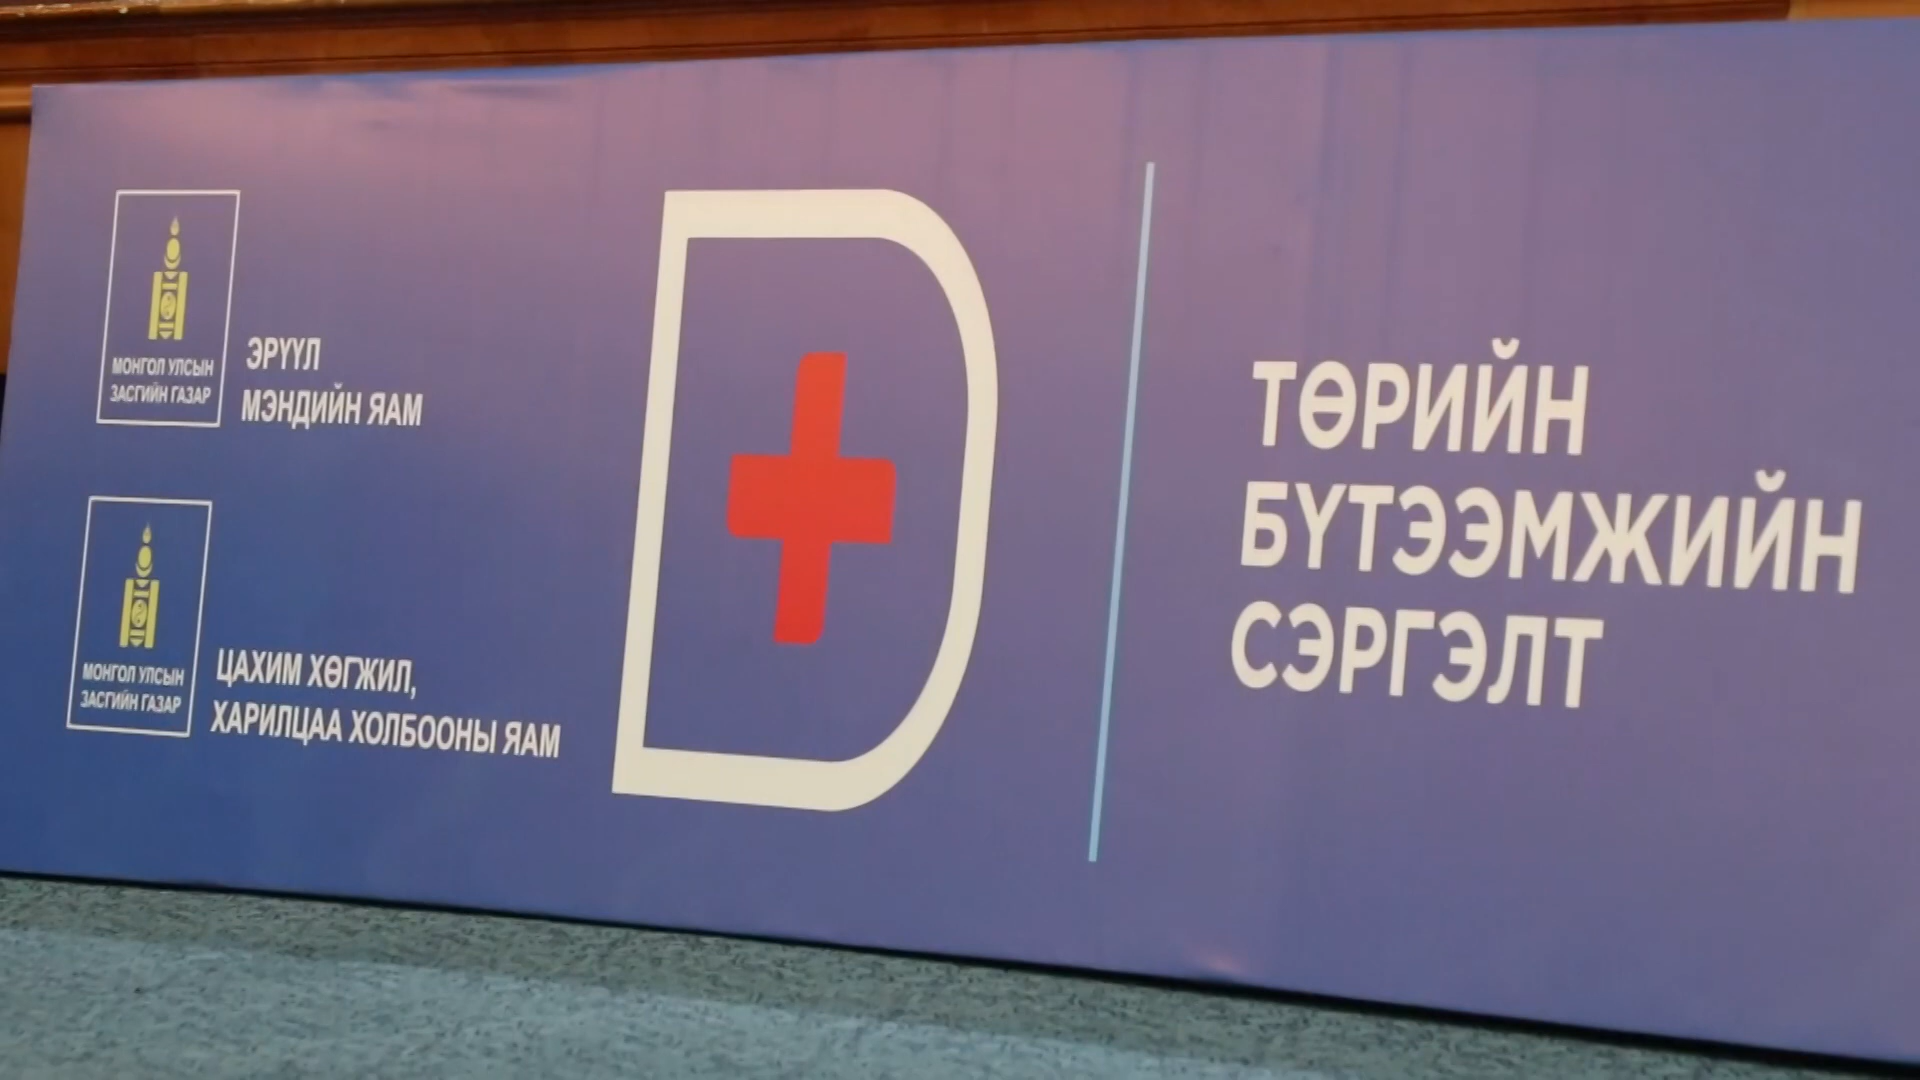 МОНГОЛ УЛСЫН
ЗАСГИЙН ГАЗАР
ЭРҮҮЛ
МЭНДИЙН ЯАМ
МОНГОЛ УЛСЫН
ЗАСГИЙН ГАЗАР
ЦАХИМ ХӨГЖИЛ,
ХАРИЛЦАА ХОЛБООНЫ ЯАМ
D
ТӨРИЙН
БҮТЭЭМЖИЙН
СЭРГЭЛТ